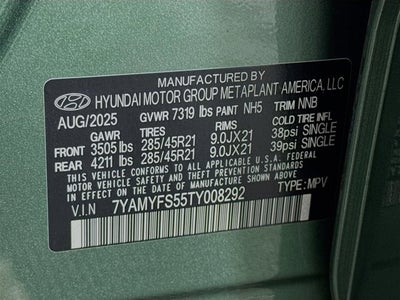 MANUFACTURED BY
HYUNDAI MOTOR GROUP METAPLANT AMERICA, LLC
AUG/2025 GVWR 7319 lbs PAINT NH5 TRIM NNB
GAWR TIRES RIMS COLD TIRE INFL
FRONT 3505 lbs 285/45R21 9.0JX21 38psi SINGLE
REAR 4211 lbs 285/45R21 9.0JX21 39psi SINGLE
THIS VEHICLE CONFORMS TO ALL APPLICABLE U.S.A. FEDERAL
MOTOR VEHICLE SAFETY STANDARDS IN EFFECT ON THE
DATE OF MANUFACTURE SHOWN ABOVE.
V.I.N 7YAMYFS55TY008292 TYPE: MPV